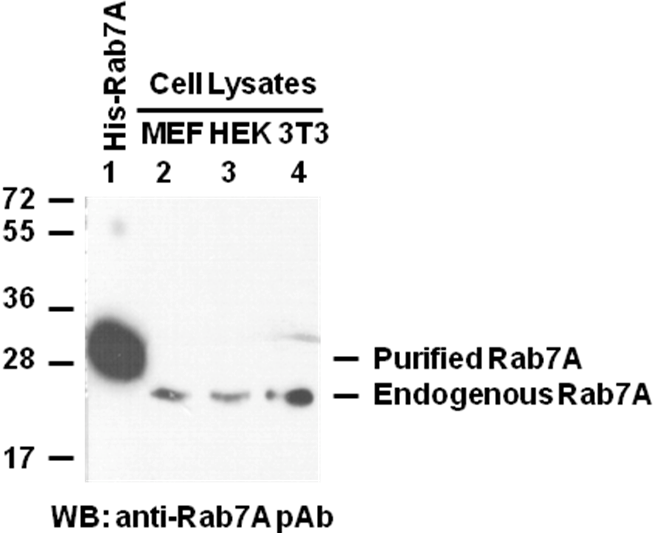 His-Rab7A
Cell Lysates
MEF HEK 3T3
1 2 3 4
72
55
36
28
17
Purified Rab7A
Endogenous Rab7A
WB: anti-Rab7A pAb